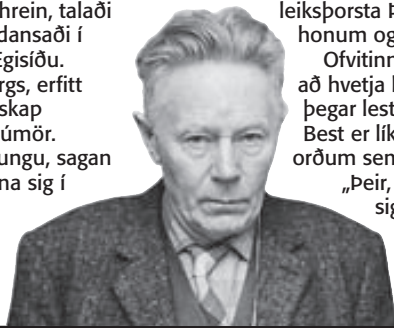 hrein, talaði
dansaði í
Ægisíðu.
rgs, erfitt
skap
úmör.
ungu, sagan
na sig í
leiksþorsta Þ
honum og
Ofvitinn
að hvetja l
þegar lest
Best er lík
orðum sem
„Þeir,
sig